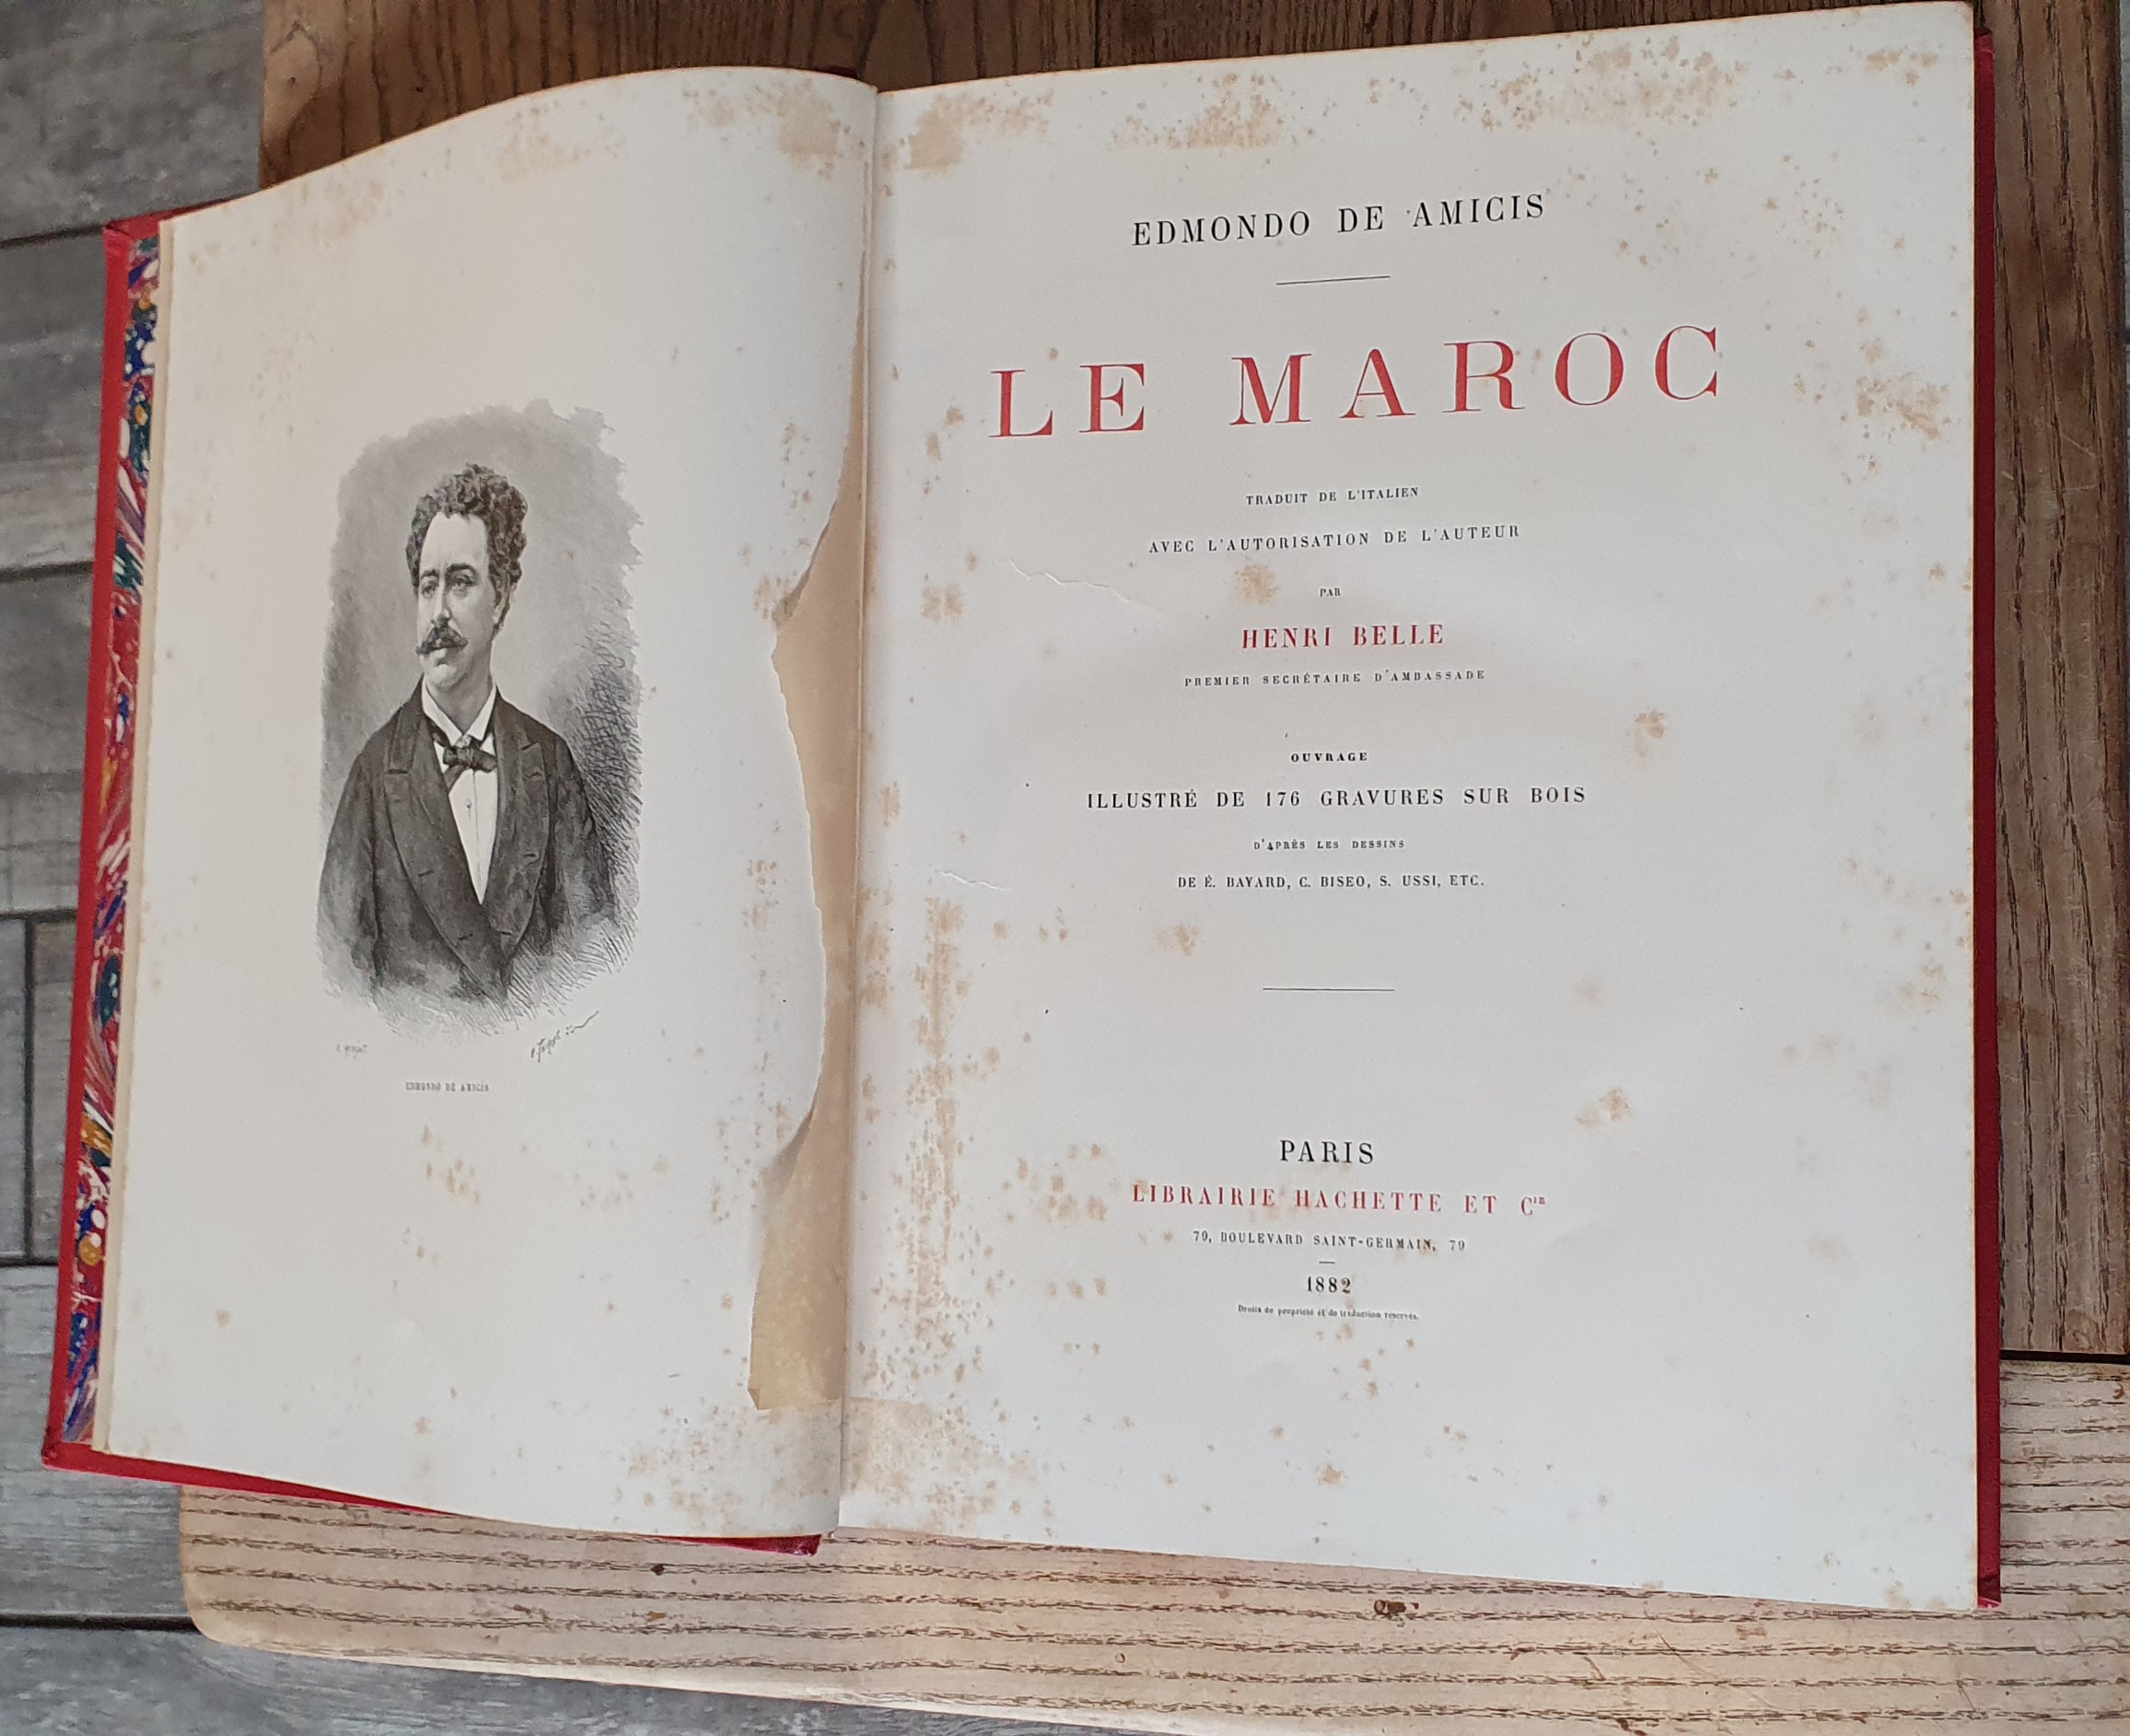 EDMONDO DE AMICIS
EDMONDO DE AMICIS
LE MAROC
TRADUIT DE L'ITALIEN
AVEC L'AUTORISATION DE L'AUTEUR
PAR
HENRI BELLE
PREMIER SECRÉTAIRE D'AMBASSADE
OUVRAGE
ILLUSTRÉ DE 176 GRAVURES SUR BOIS
D'APRÈS LES DESSINS
DE É. BAYARD, C. BISEO, S. USSI, ETC.
PARIS
LIBRAIRIE HACHETTE ET Cie
79, BOULEVARD SAINT-GERMAIN, 79
1882
Droits de propriété et de traduction réservés.